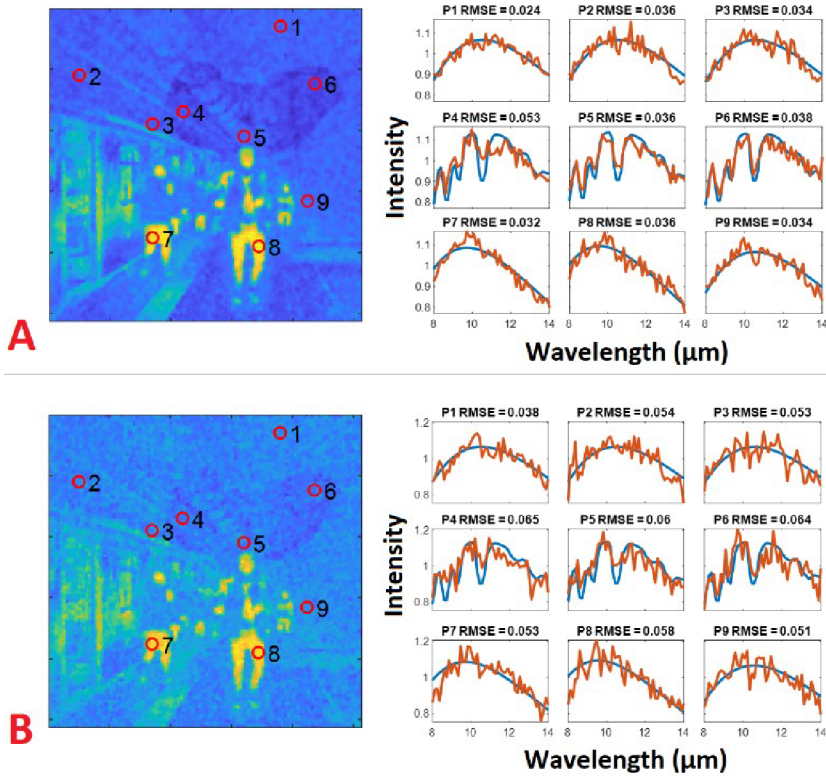 1
2
3
4
5
6
7
8
9
A
P1 RMSE = 0.024
P2 RMSE = 0.036
P3 RMSE = 0.034
1.1
1
0.9
P4 RMSE = 0.053
P5 RMSE = 0.036
P6 RMSE = 0.038
1.1
1
0.9
0.8
P7 RMSE = 0.032
P8 RMSE = 0.036
P9 RMSE = 0.034
1.1
1
0.9
0.8
8 10 12 14
8 10 12 14
8 10 12 14
Intensity
Wavelength (μm)
1
2
3
4
5
6
7
8
9
B
P1 RMSE = 0.038
P2 RMSE = 0.054
P3 RMSE = 0.053
1.2
1
0.8
P4 RMSE = 0.065
P5 RMSE = 0.06
P6 RMSE = 0.064
1.2
1
0.8
P7 RMSE = 0.053
P8 RMSE = 0.058
P9 RMSE = 0.051
1.2
1
0.8
8 10 12 14
8 10 12 14
8 10 12 14
Intensity
Wavelength (μm)